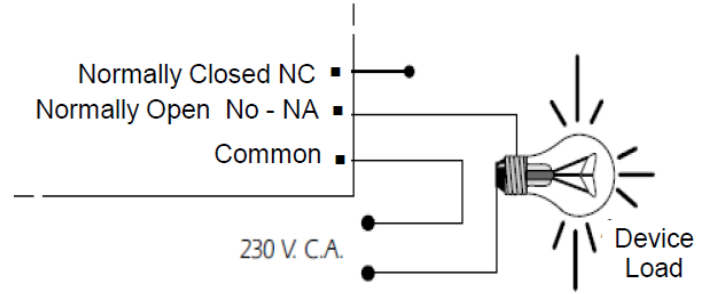 Normally Closed NC
Normally Open No - NA
Common
230 V. C.A.
Device
Load